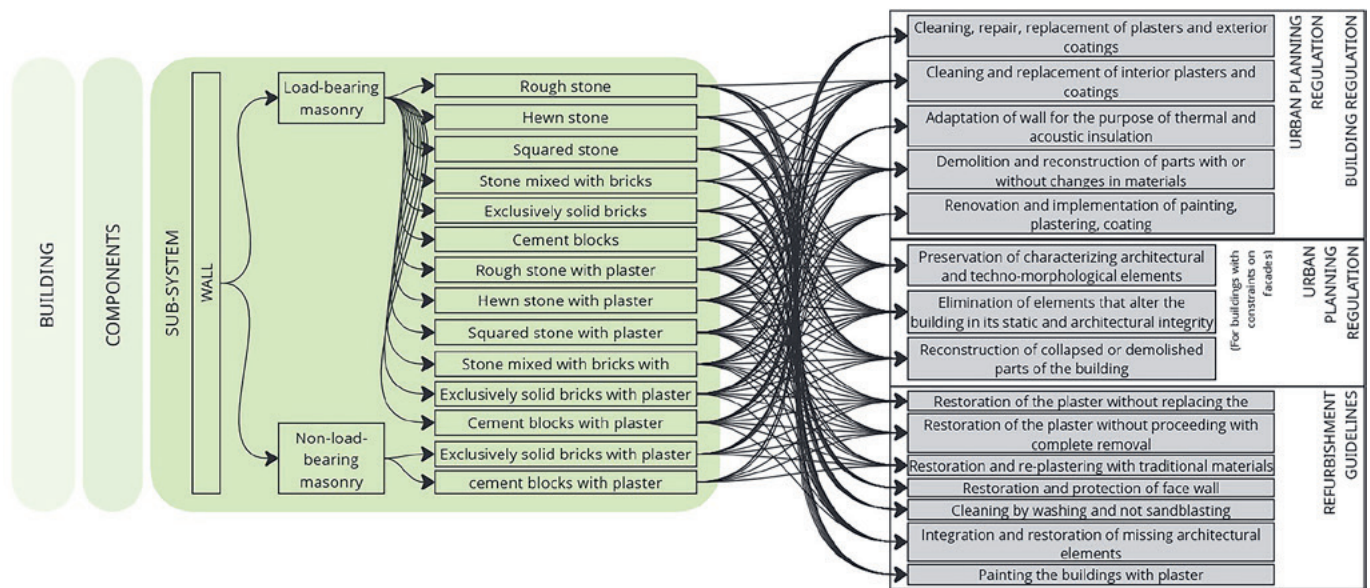 BUILDING
COMPONENTS
SUB-SYSTEM
WALL
Load-bearing
masonry
Non-load-
bearing
masonry
Rough stone
Hewn stone
Squared stone
Stone mixed with bricks
Exclusively solid bricks
Cement blocks
Rough stone with plaster
Hewn stone with plaster
Squared stone with plaster
Stone mixed with bricks with
Exclusively solid bricks with plaster
Cement blocks with plaster
Exclusively solid bricks with plaster
cement blocks with plaster
Cleaning, repair, replacement of plasters and exterior
coatings
Cleaning and replacement of interior plasters and
coatings
Adaptation of wall for the purpose of thermal and
acoustic insulation
Demolition and reconstruction of parts with or
without changes in materials
Renovation and implementation of painting,
plastering, coating
URBAN PLANNING
REGULATION
BUILDING REGULATION
Preservation of characterizing architectural
and techno-morphological elements
Elimination of elements that alter the
building in its static and architectural integrity
Reconstruction of collapsed or demolished
parts of the building
(For buildings with
constraints on
facades)
URBAN
PLANNING
REGULATION
Restoration of the plaster without replacing the
Restoration of the plaster without proceeding with
complete removal
Restoration and re-plastering with traditional materials
Restoration and protection of face wall
Cleaning by washing and not sandblasting
Integration and restoration of missing architectural
elements
Painting the buildings with plaster
REFURBISHMENT
GUIDELINES